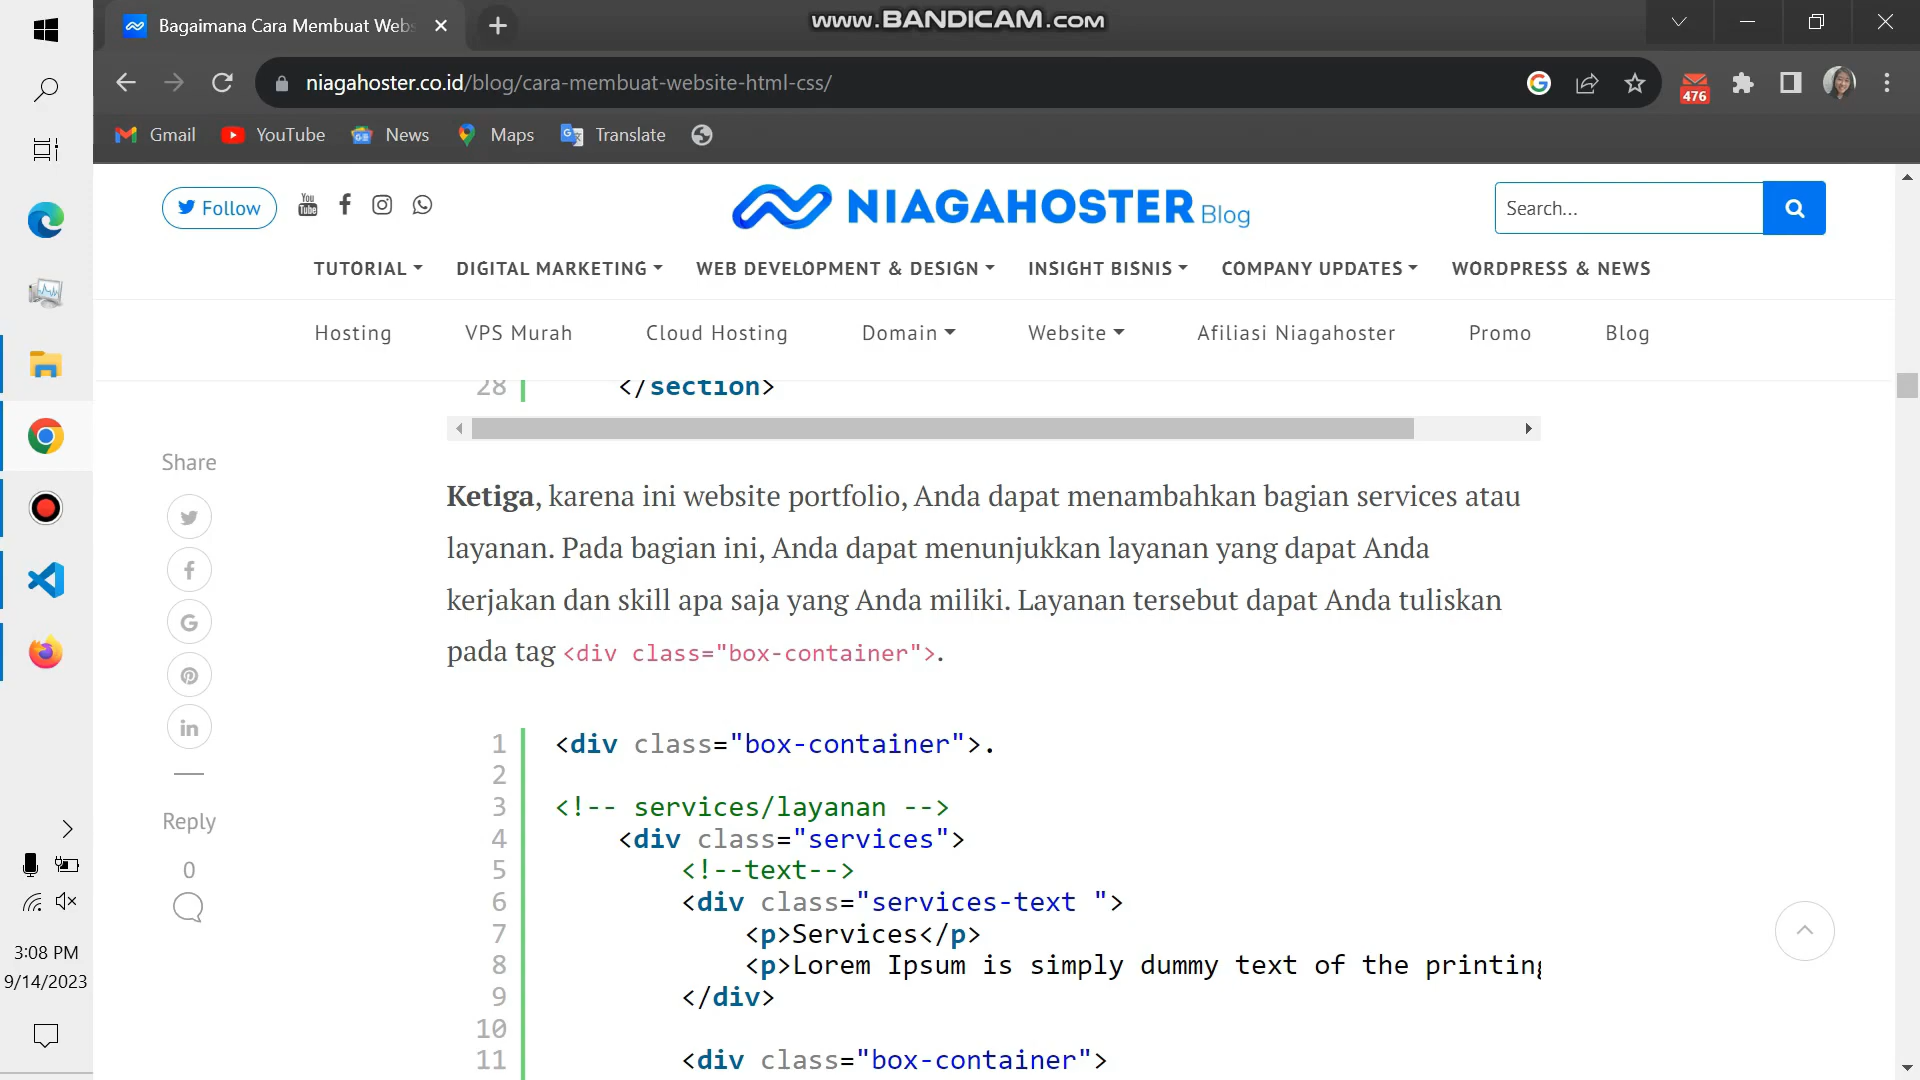 Bagaimana Cara Membuat Webs
www.BANDICAM.com
niagahoster.co.id/blog/cara-membuat-website-html-css/
476
Gmail
YouTube
News
Maps
Translate
Follow
You Tube
NIAGAHOSTER Blog
Search...
TUTORIAL
DIGITAL MARKETING
WEB DEVELOPMENT & DESIGN
INSIGHT BISNIS
COMPANY UPDATES
WORDPRESS & NEWS
Hosting
VPS Murah
Cloud Hosting
Domain
Website
Afiliasi Niagahoster
Promo
Blog
28 </section>
Share
Ketiga, karena ini website portfolio, Anda dapat menambahkan bagian services atau
layanan. Pada bagian ini, Anda dapat menunjukkan layanan yang dapat Anda
kerjakan dan skill apa saja yang Anda miliki. Layanan tersebut dapat Anda tuliskan
pada tag <div class="box-container">.
1 <div class="box-container">.
2
3 <!-- services/layanan -->
4 <div class="services">
5 <!--text-->
6 <div class="services-text ">
7 <p>Services</p>
8 <p>Lorem Ipsum is simply dummy text of the printing
9 </div>
10
11 <div class="box-container">
Reply
0
3:08 PM
9/14/2023